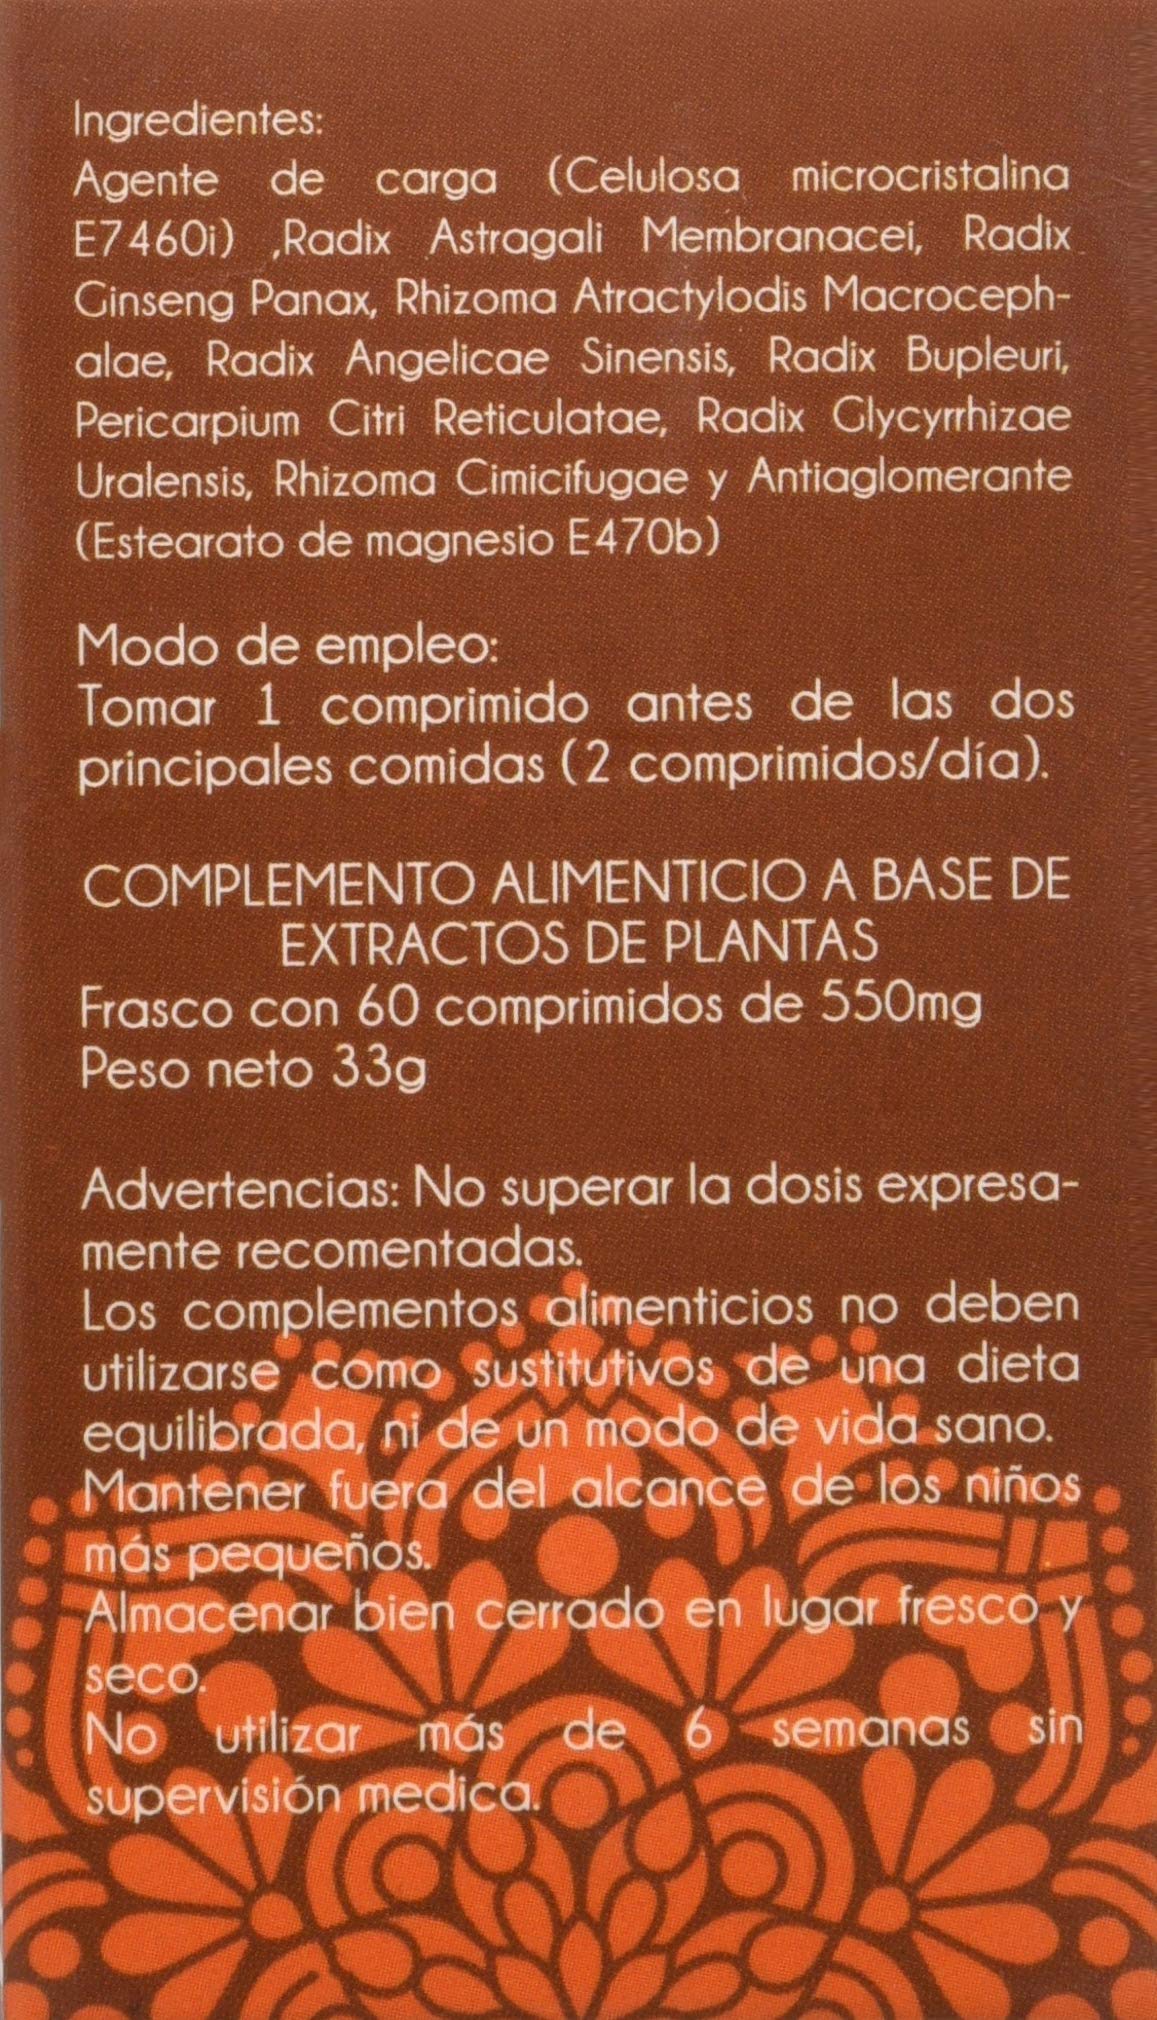 Ingredientes:
Agente de carga (Celulosa microcristalina
E7460i) ,Radix Astragali Membranacei, Radix
Ginseng Panax, Rhizoma Atractylodis Macroceph-
alae, Radix Angelicae Sinensis, Radix Bupleuri,
Pericarpium Citri Reticulatae, Radix Glycyrrhizae
Uralensis, Rhizoma Cimicifugae y Antiaglomerante
(Estearato de magnesio E470b)
Modo de empleo:
Tomar 1 comprimido antes de las dos
principales comidas (2 comprimidos/día).
COMPLEMENTO ALIMENTICIO A BASE DE
EXTRACTOS DE PLANTAS
Frasco con 60 comprimidos de 550mg
Peso neto 33g
Advertencias: No superar la dosis expresa-
mente recomentadas.
Los complementos alimenticios no deben
utilizarse como sustitutivos de una dieta
equilibrada, ni de un modo de vida sano.
Mantener fuera del alcance de los niños
más pequeños.
Almacenar bien cerrado en lugar fresco y
seco.
No utilizar más de 6 semanas sin
supervisión medica.